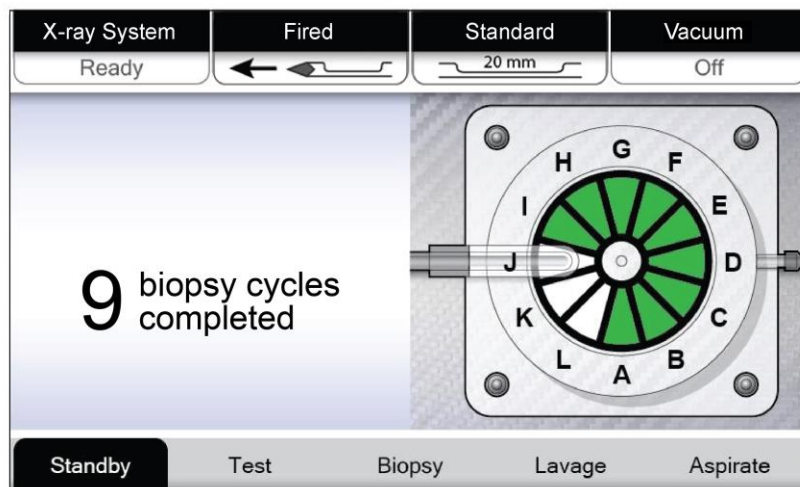 X-ray System Fired Standard Vacuum
Ready 20 mm Off
G
H F
I E
J D
K C
L B
A
9 biopsy cycles
completed
Standby Test Biopsy Lavage Aspirate